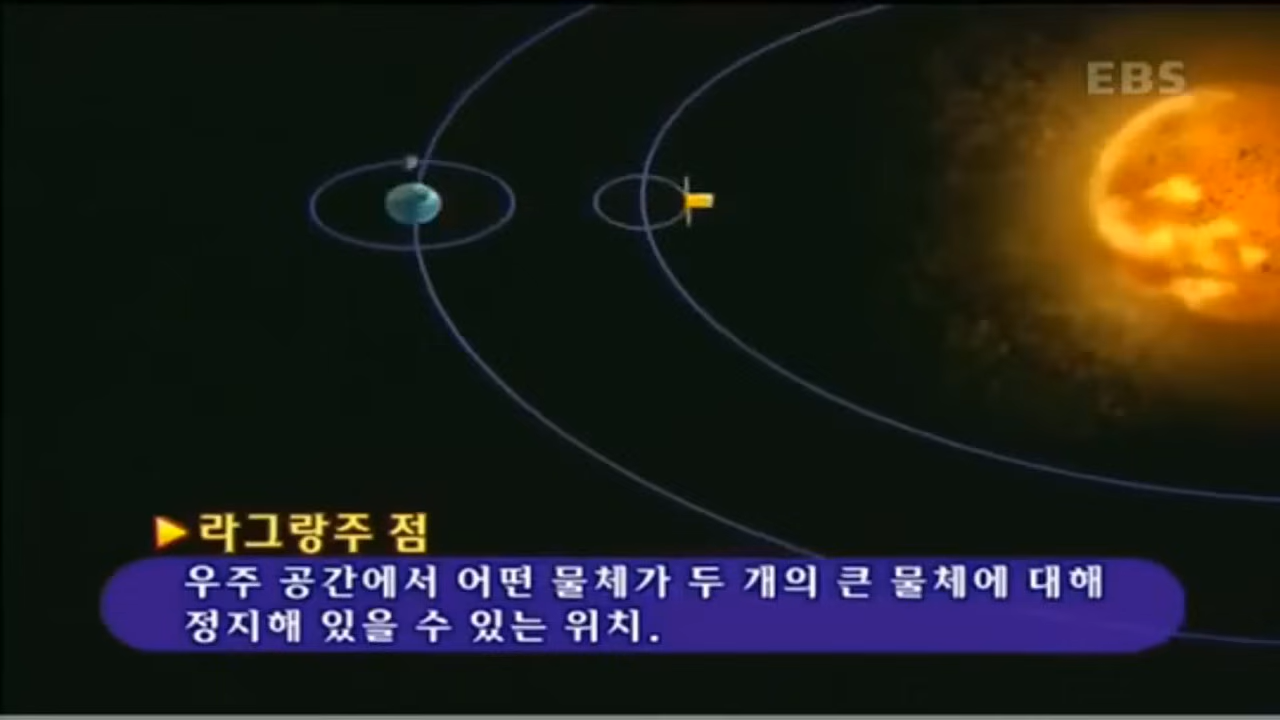 EBS
▶라그랑주 점
우주 공간에서 어떤 물체가 두 개의 큰 물체에 대해
정지해 있을 수 있는 위치.